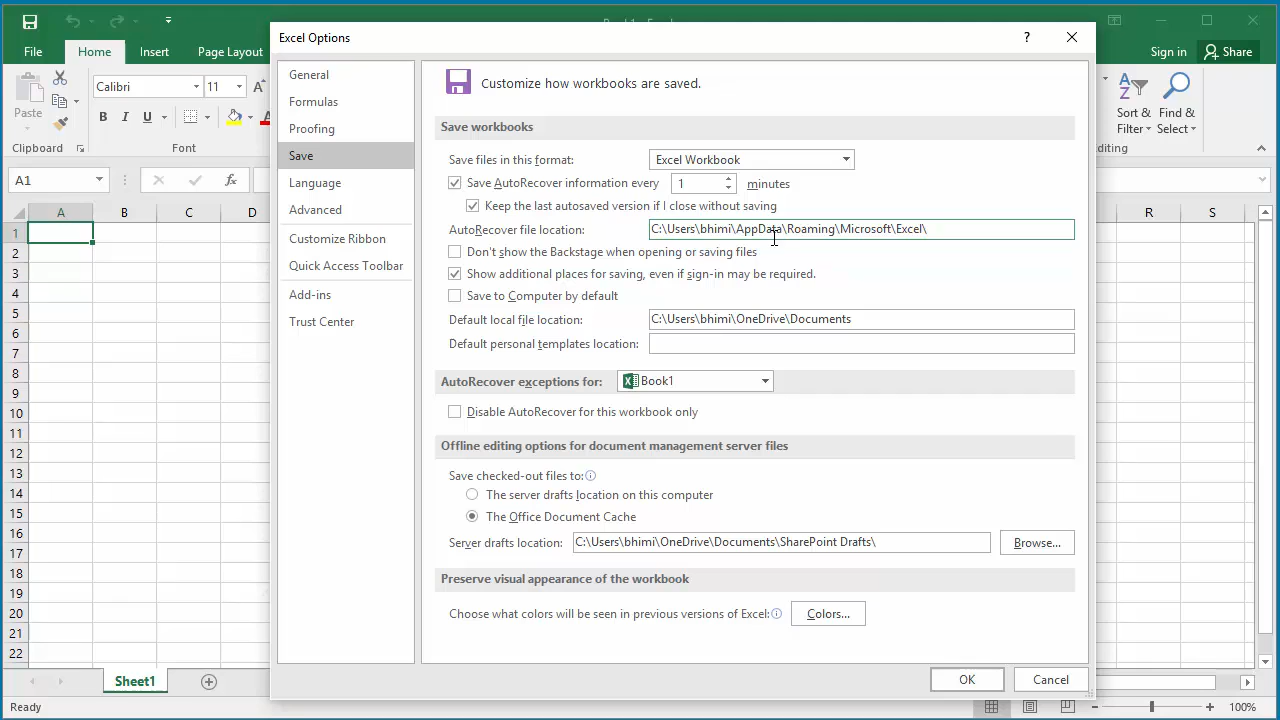 Excel Options
?
File
Home
Insert
Page Layout
Sign in
Share
Paste
Calibri
11
A
B I U
A
Clipboard
Font
Sort & Filter
Find & Select
Editing
A1
fx
A B C D R S
1
2
3
4
5
6
7
8
9
10
11
12
13
14
15
16
17
18
19
20
21
22
General
Formulas
Proofing
Save
Language
Advanced
Customize Ribbon
Quick Access Toolbar
Add-ins
Trust Center
Customize how workbooks are saved.
Save workbooks
Save files in this format: Excel Workbook
Save AutoRecover information every 1 minutes
Keep the last autosaved version if I close without saving
AutoRecover file location: C:\Users\bhimi\AppData\Roaming\Microsoft\Excel\
Don't show the Backstage when opening or saving files
Show additional places for saving, even if sign-in may be required.
Save to Computer by default
Default local file location: C:\Users\bhimi\OneDrive\Documents
Default personal templates location:
AutoRecover exceptions for: Book1
Disable AutoRecover for this workbook only
Offline editing options for document management server files
Save checked-out files to:
The server drafts location on this computer
The Office Document Cache
Server drafts location: C:\Users\bhimi\OneDrive\Documents\SharePoint Drafts\ Browse...
Preserve visual appearance of the workbook
Choose what colors will be seen in previous versions of Excel: Colors...
OK Cancel
Sheet1
Ready
100%